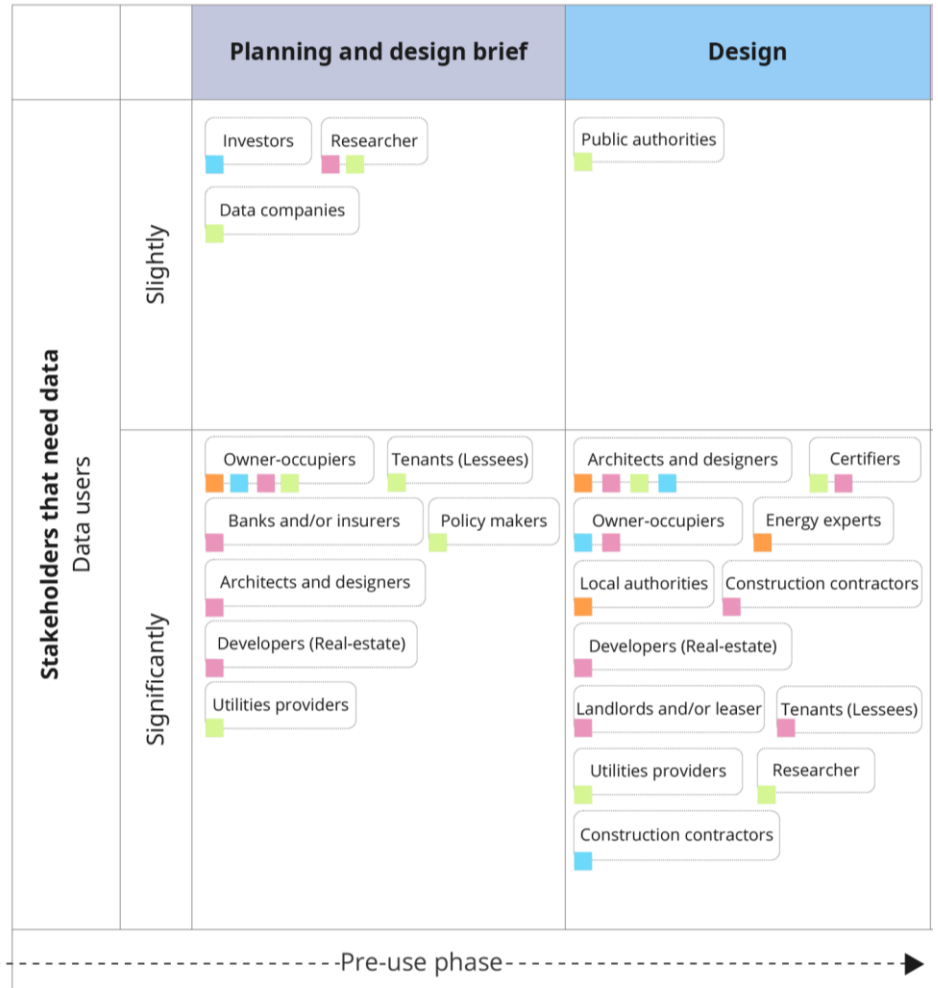 Planning and design brief
Design
Stakeholders that need data
Data users
Slightly
Investors
Researcher
Data companies
Public authorities
Significantly
Owner-occupiers
Tenants (Lessees)
Banks and/or insurers
Policy makers
Architects and designers
Developers (Real-estate)
Utilities providers
Architects and designers
Certifiers
Owner-occupiers
Energy experts
Local authorities
Construction contractors
Developers (Real-estate)
Landlords and/or leaser
Tenants (Lessees)
Utilities providers
Researcher
Construction contractors
Pre-use phase